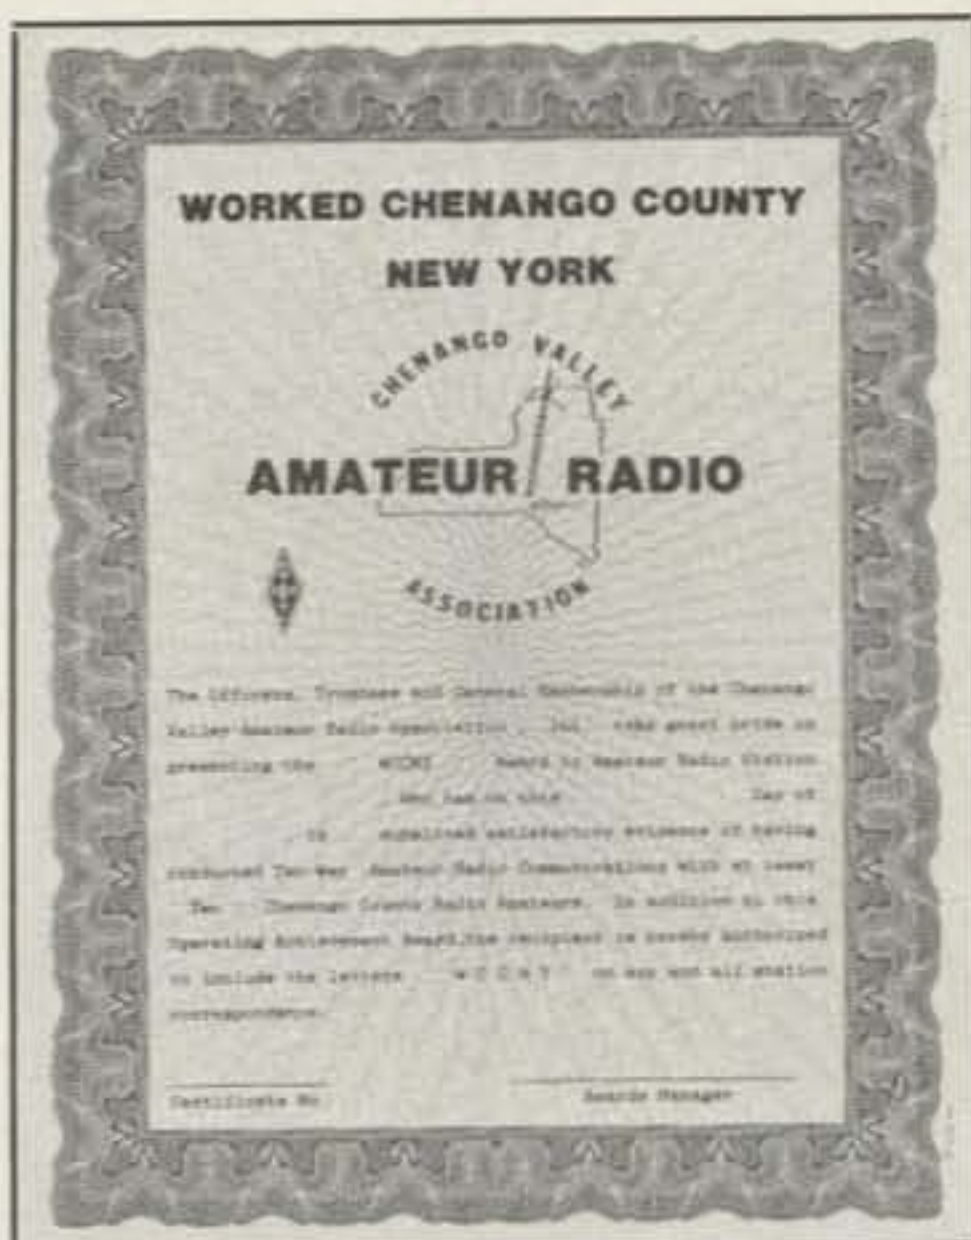 WORKED CHENANGO COUNTY
NEW YORK
CHENANGO VALLEY
AMATEUR RADIO
ASSOCIATION
The Officers, Trustees and General Membership of the Chenango
Valley Amateur Radio Association, take great pride in
presenting the Award to Amateur Radio Station
who has on this Day of
19 submitted satisfactory evidence of having
conducted Two-Way Amateur Radio Communications with at least
Ten Chenango County Radio Amateurs. In addition to this
Operating Achievement Award, the recipient is hereby authorized
to include the letters on any and all station
correspondence.
Certificate No
Awards Manager